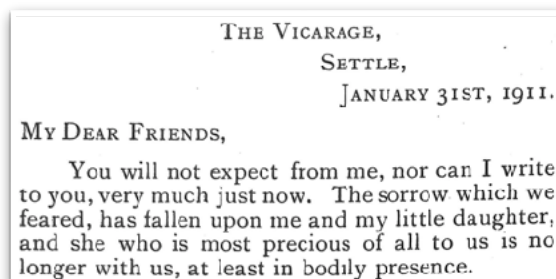 THE VICARAGE,
SETTLE,
JANUARY 31ST, 1911.
MY DEAR FRIENDS,
You will not expect from me, nor can I write
to you, very much just now. The sorrow which we
feared, has fallen upon me and my little daughter,
and she who is most precious of all to us is no
longer with us, at least in bodily presence.